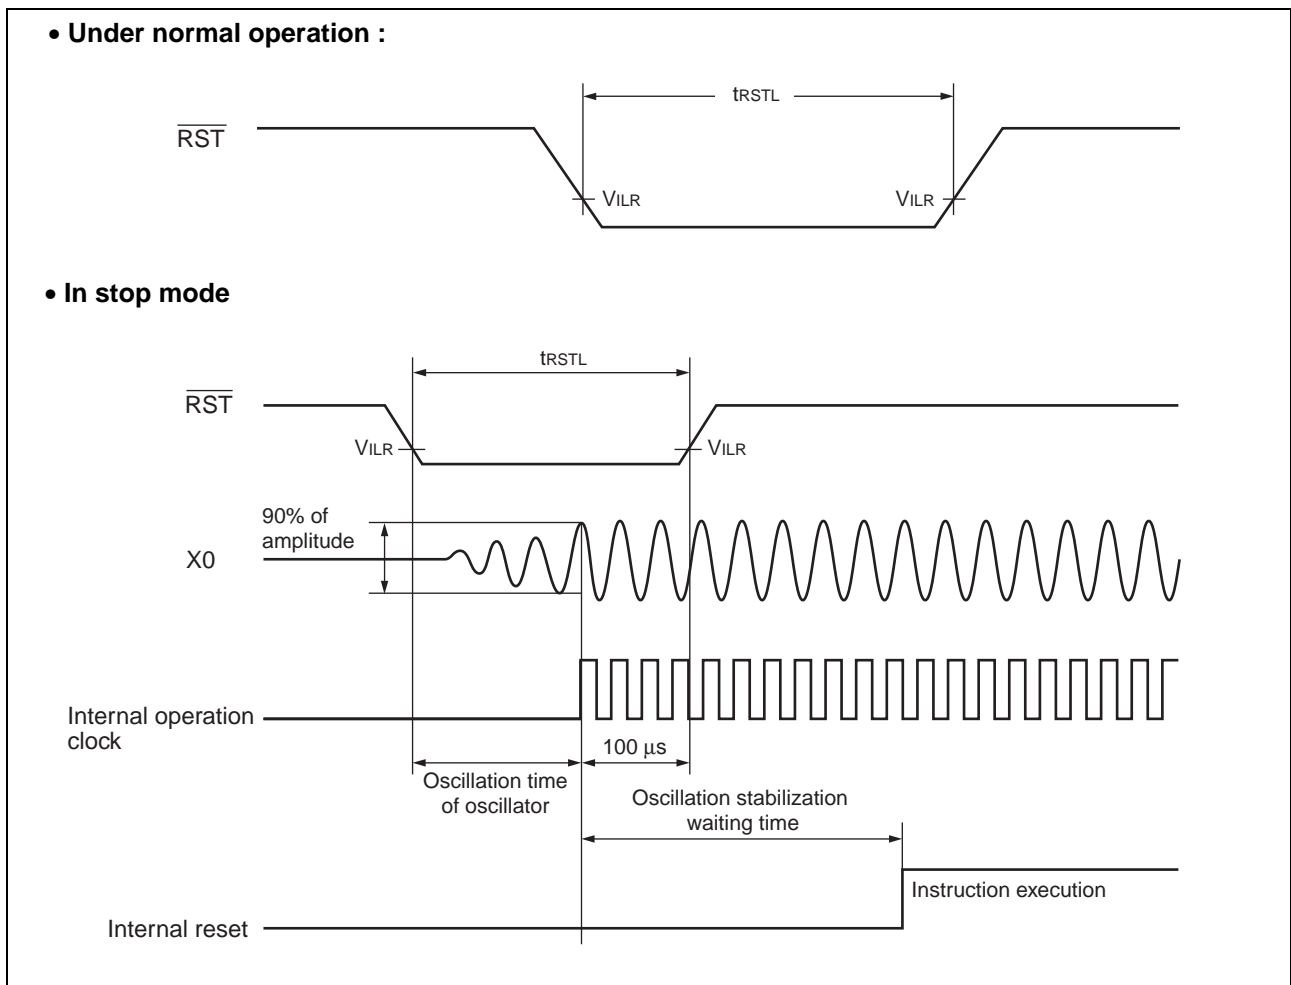 • Under normal operation :
tRSTL
RST
VILR
VILR
• In stop mode
tRSTL
RST
VILR
VILR
90% of
amplitude
X0
Internal operation
clock
100 μs
Oscillation time
of oscillator
Oscillation stabilization
waiting time
Instruction execution
Internal reset